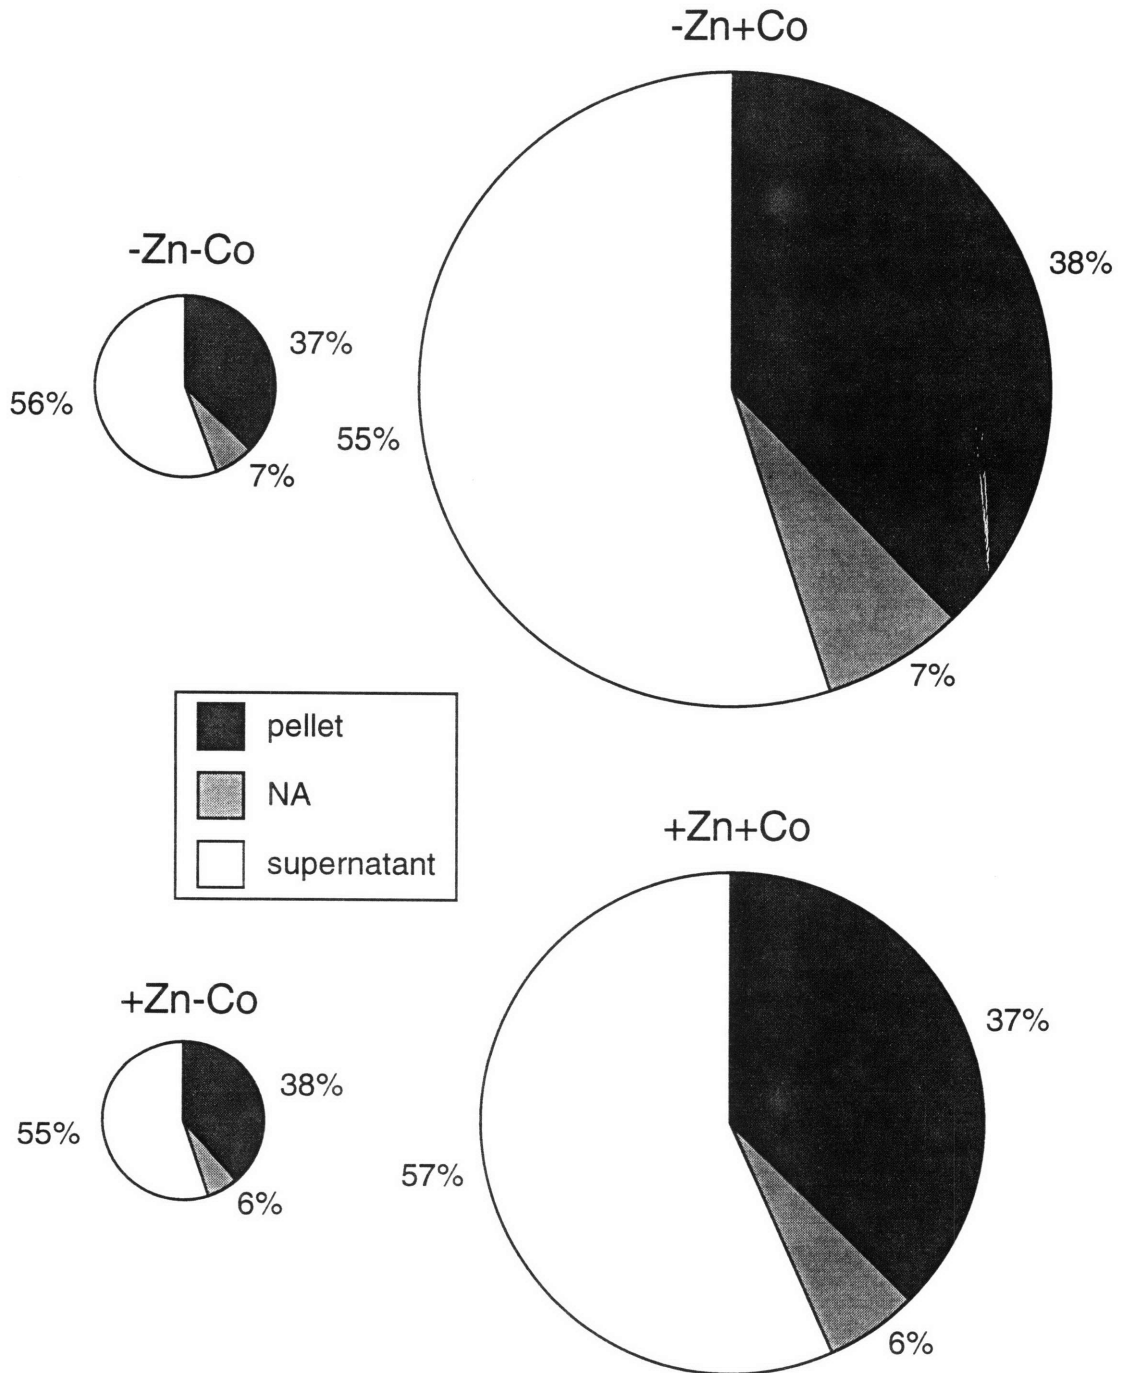 -Zn+Co
38%
55%
7%
-Zn-Co
37%
56%
7%
pellet
NA
supernatant
+Zn+Co
37%
57%
6%
+Zn-Co
38%
55%
6%